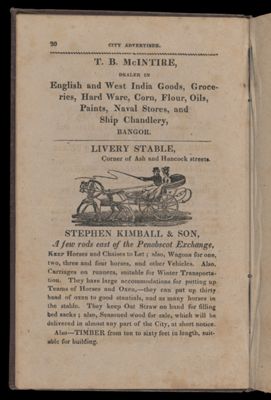 20 CITY ADVERTISER.
T. B. McINTIRE,
DEALER IN
English and West India Goods, Groce-
ries, Hard Ware, Corn, Flour, Oils,
Paints, Naval Stores, and
Ship Chandlery,
BANGOR.
LIVERY STABLE,
Corner of Ash and Hancock streets.
STEPHEN KIMBALL & SON,
A few rods east of the Penobscot Exchange,
KEEP Horses and Chaises to Let; also, Wagons for one,
two, three and four horses, and other Vehicles. Also,
Carriages on runners, suitable for Winter Transporta-
tion. They have large accommodations for putting up
Teams of Horses and Oxen,—they can put up thirty
head of oxen to good stantials, and as many horses in
the stable. They keep Oat Straw on hand for filling
bed sacks; also, Seasoned wood for sale, which will be
delivered in almost any part of the City, at short notice.
Also—TIMBER from ten to sixty feet in length, suit-
able for building.